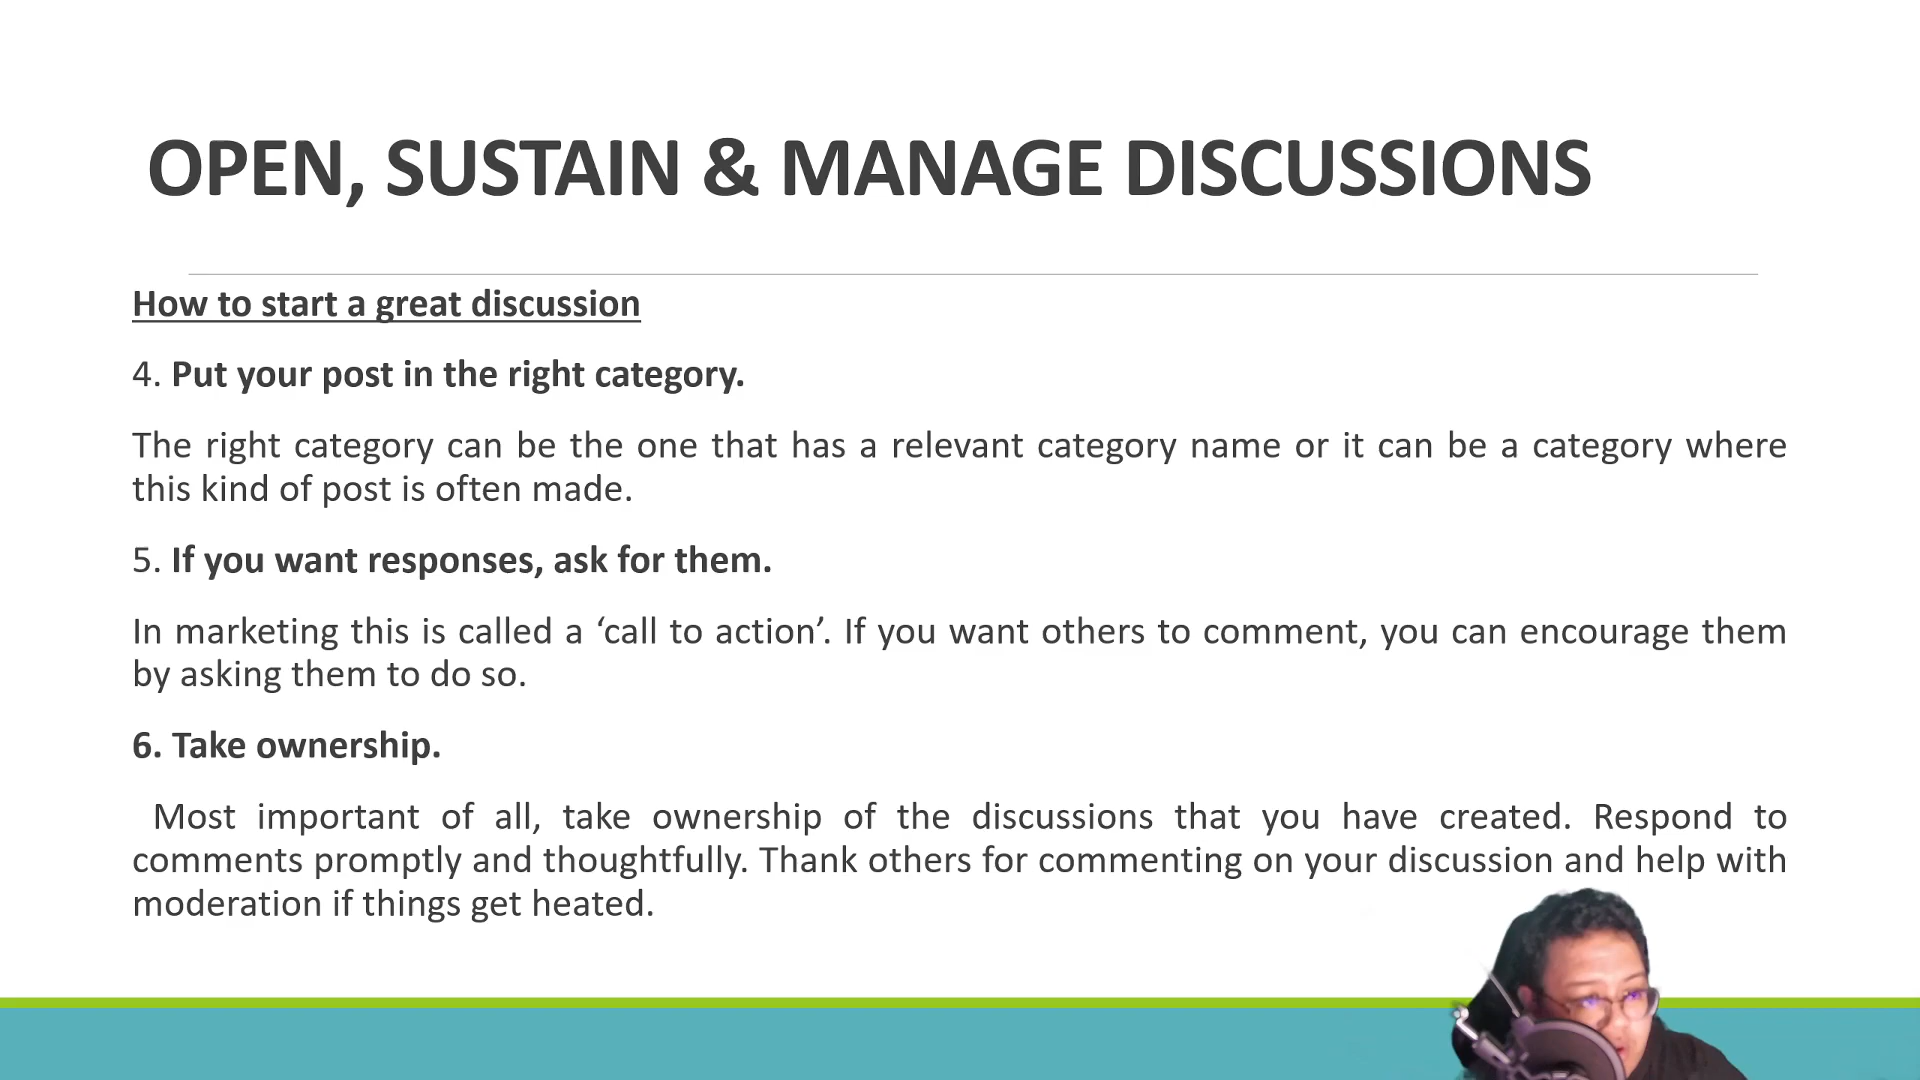 OPEN, SUSTAIN & MANAGE DISCUSSIONS
How to start a great discussion
4. Put your post in the right category.
The right category can be the one that has a relevant category name or it can be a category where
this kind of post is often made.
5. If you want responses, ask for them.
In marketing this is called a ‘call to action’. If you want others to comment, you can encourage them
by asking them to do so.
6. Take ownership.
Most important of all, take ownership of the discussions that you have created. Respond to
comments promptly and thoughtfully. Thank others for commenting on your discussion and help with
moderation if things get heated.